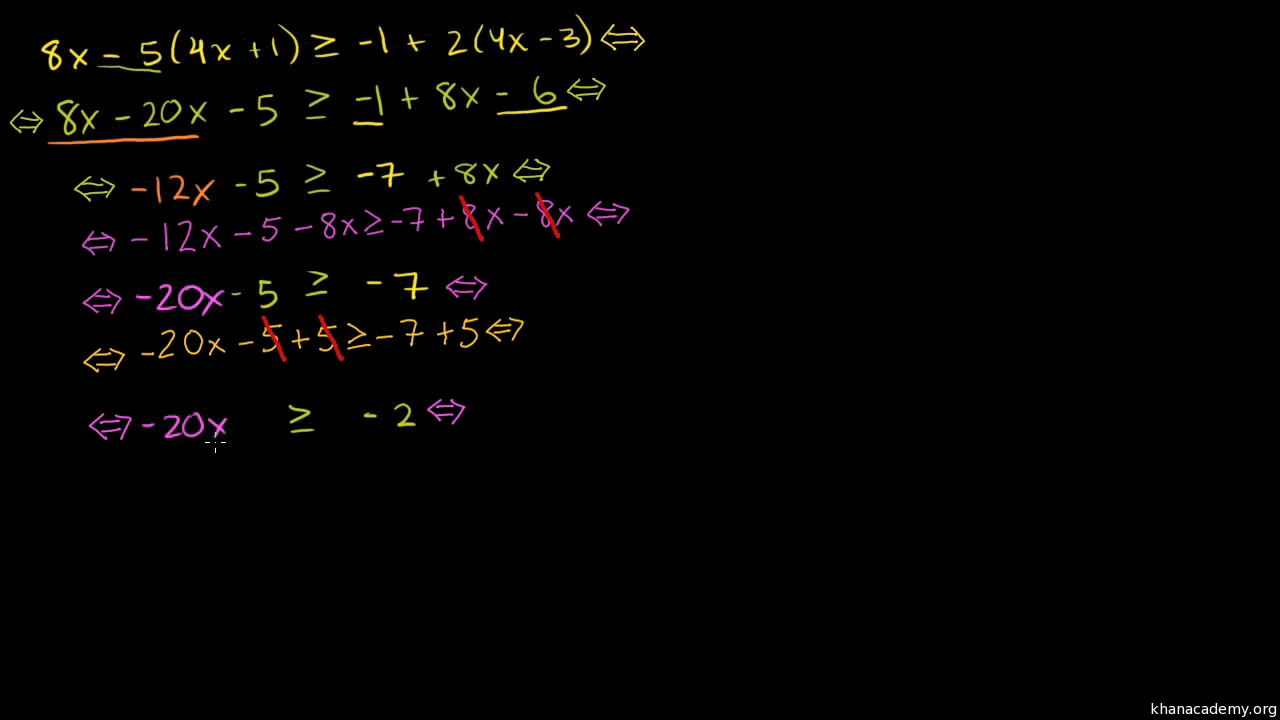 8x - 5(4x + 1) ≥ -1 + 2(4x - 3) ⇔
⇔ 8x - 20x - 5 ≥ -1 + 8x - 6 ⇔
⇔ -12x - 5 ≥ -7 + 8x ⇔
⇔ -12x - 5 - 8x ≥ -7 + 8x - 8x ⇔
⇔ -20x - 5 ≥ -7 ⇔
⇔ -20x - 5 + 5 ≥ -7 + 5 ⇔
⇔ -20x ≥ -2 ⇔
khanacademy.org